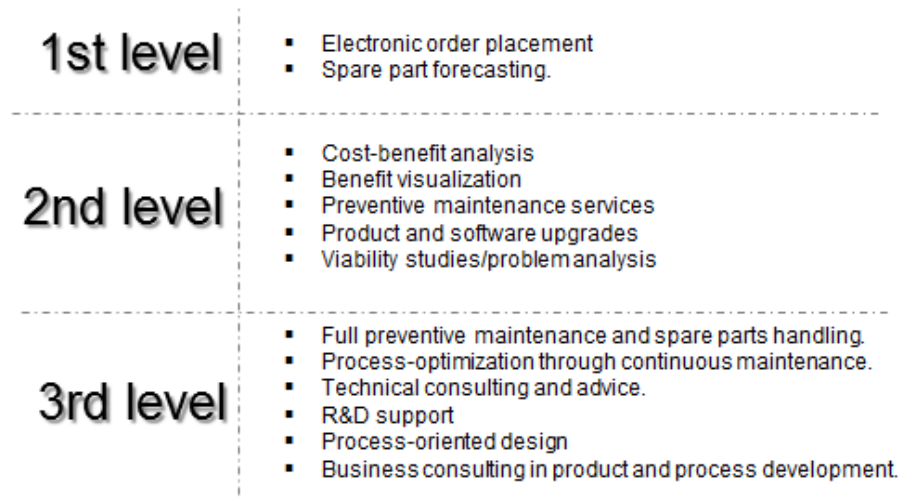 1st level
▪ Electronic order placement
▪ Spare part forecasting.
2nd level
▪ Cost-benefit analysis
▪ Benefit visualization
▪ Preventive maintenance services
▪ Product and software upgrades
▪ Viability studies/problem analysis
3rd level
▪ Full preventive maintenance and spare parts handling.
▪ Process-optimization through continuous maintenance.
▪ Technical consulting and advice.
▪ R&D support
▪ Process-oriented design
▪ Business consulting in product and process development.